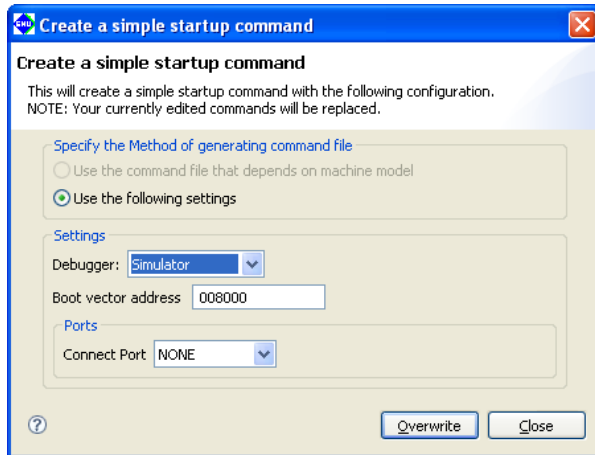 GNU Create a simple startup command
Create a simple startup command
This will create a simple startup command with the following configuration.
NOTE: Your currently edited commands will be replaced.
Specify the Method of generating command file
Use the command file that depends on machine model
Use the following settings
Settings
Debugger: Simulator
Boot vector address 008000
Ports
Connect Port NONE
? Overwrite Close